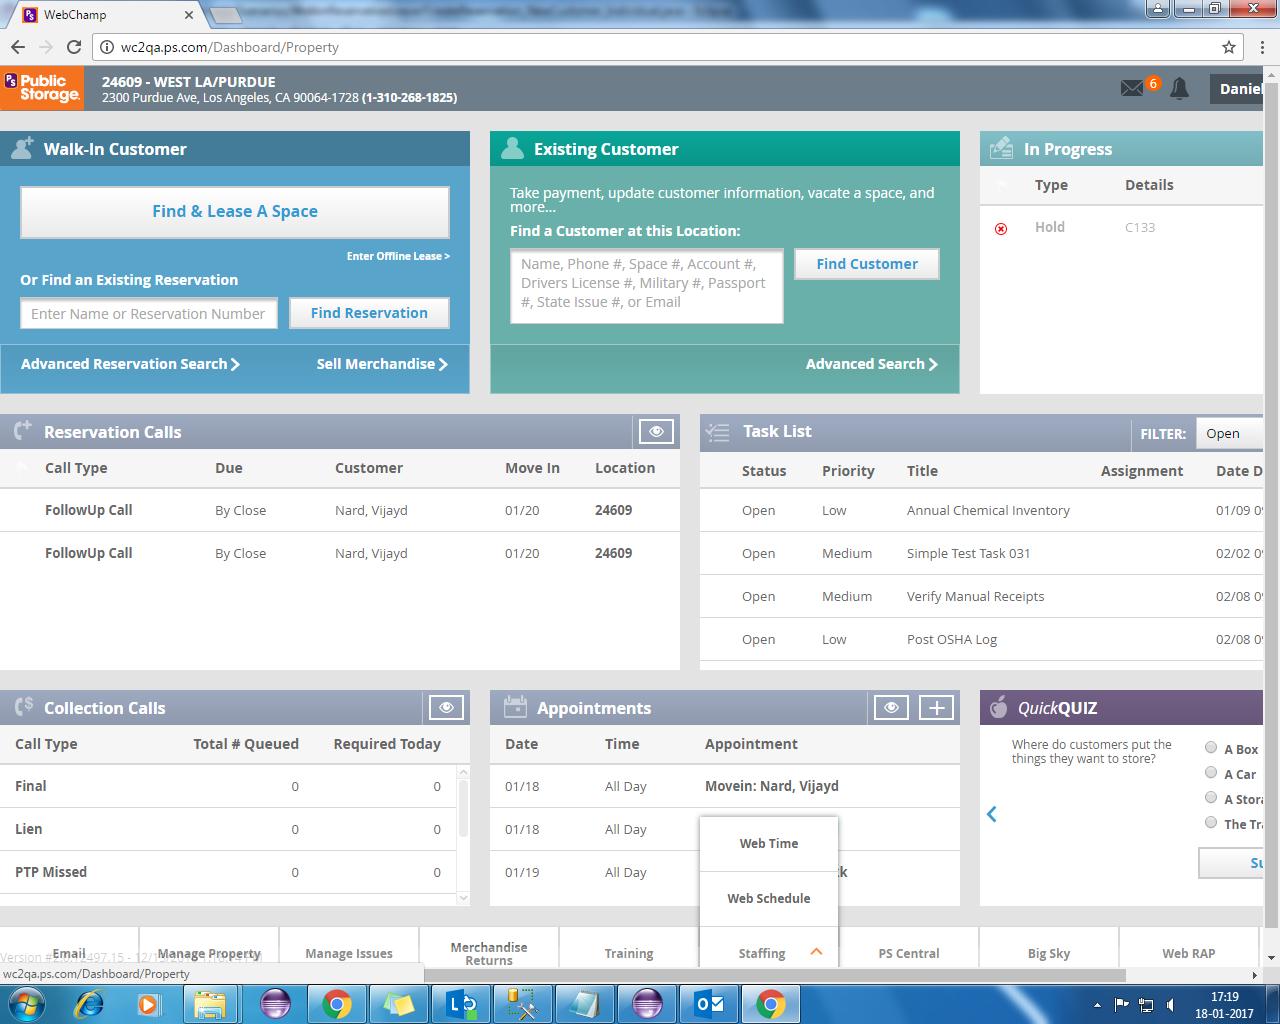 WebChamp
wc2qa.ps.com/Dashboard/Property
Public Storage
24609 - WEST LA/PURDUE
2300 Purdue Ave, Los Angeles, CA 90064-1728 (1-310-268-1825)
6
Daniel
Walk-In Customer
Find & Lease A Space
Enter Offline Lease >
Or Find an Existing Reservation
Enter Name or Reservation Number
Find Reservation
Advanced Reservation Search
Sell Merchandise
Existing Customer
Take payment, update customer information, vacate a space, and
more...
Find a Customer at this Location:
Name, Phone #, Space #, Account #,
Drivers License #, Military #, Passport
#, State Issue #, or Email
Find Customer
Advanced Search
In Progress
Type Details
Hold C133
Reservation Calls
Call Type Due Customer Move In Location
FollowUp Call By Close Nard, Vijayd 01/20 24609
FollowUp Call By Close Nard, Vijayd 01/20 24609
Task List
FILTER: Open
Status Priority Title Assignment Date D
Open Low Annual Chemical Inventory 01/09 0
Open Medium Simple Test Task 031 02/02 0
Open Medium Verify Manual Receipts 02/08 0
Open Low Post OSHA Log 02/08 0
Collection Calls
Call Type Total # Queued Required Today
Final 0 0
Lien 0 0
PTP Missed 0 0
Appointments
Date Time Appointment
01/18 All Day Movein: Nard, Vijayd
01/18 All Day
01/19 All Day
Web Time
Web Schedule
QuickQUIZ
Where do customers put the
things they want to store?
A Box
A Car
A Stora
The Tra
Su
Email
Manage Property
Manage Issues
Merchandise
Returns
Training
Staffing
PS Central
Big Sky
Web RAP
wc2qa.ps.com/Dashboard/Property
17:19
18-01-2017